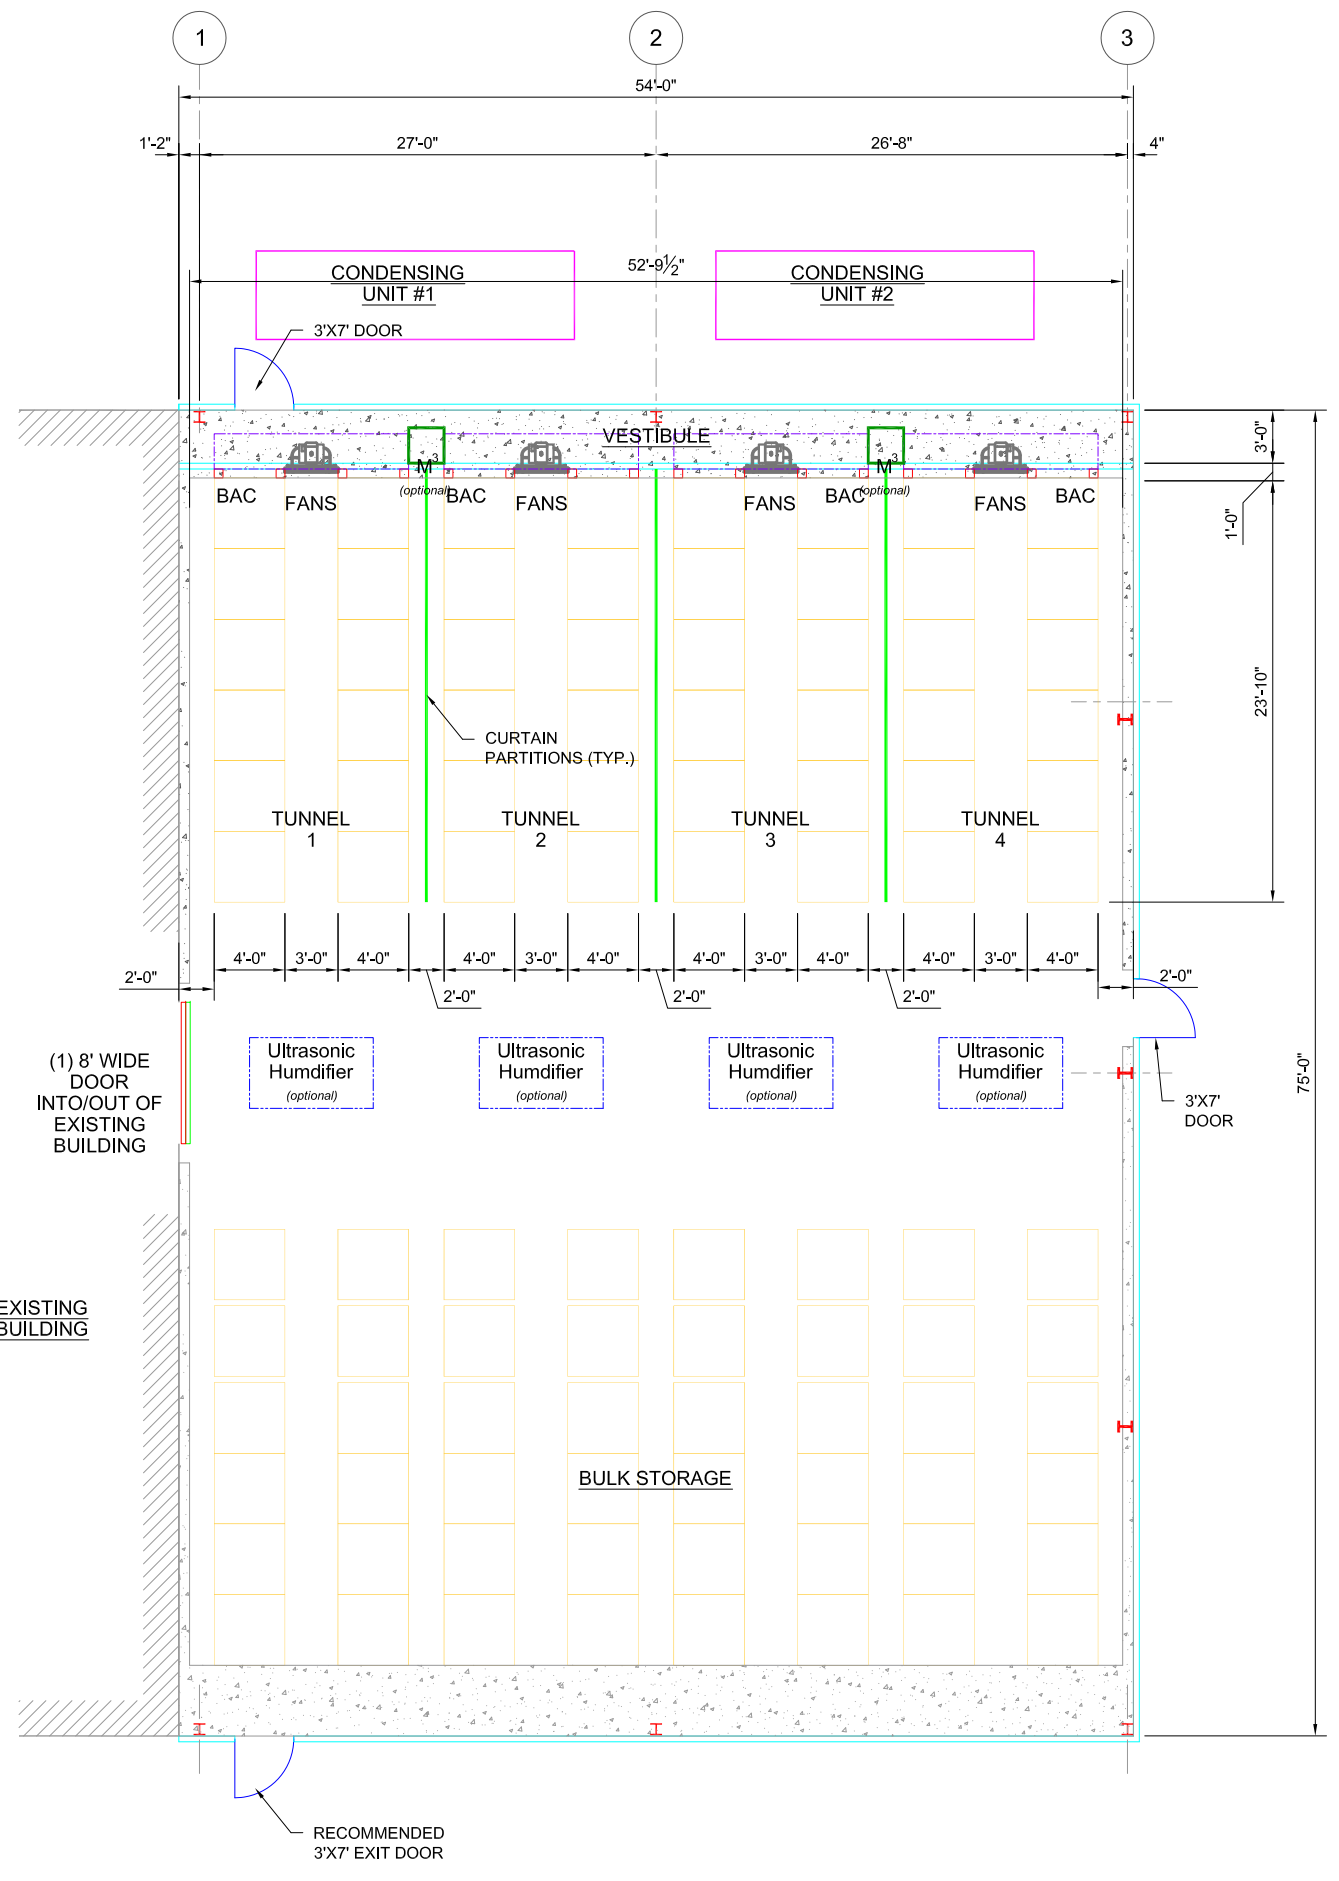 1
2
3
54'-0"
1'-2"
27'-0"
26'-8"
4"
52'-9½"
CONDENSING
UNIT #1
CONDENSING
UNIT #2
3'X7' DOOR
VESTIBULE
3'-0"
M³
(optional)
M³
(optional)
BAC
FANS
BAC
FANS
FANS
BAC
FANS
BAC
1'-0"
23'-10"
CURTAIN
PARTITIONS (TYP.)
TUNNEL
1
TUNNEL
2
TUNNEL
3
TUNNEL
4
4'-0"
3'-0"
4'-0"
4'-0"
3'-0"
4'-0"
4'-0"
3'-0"
4'-0"
4'-0"
3'-0"
4'-0"
2'-0"
2'-0"
2'-0"
2'-0"
2'-0"
(1) 8' WIDE
DOOR
INTO/OUT OF
EXISTING
BUILDING
Ultrasonic
Humdifier
(optional)
Ultrasonic
Humdifier
(optional)
Ultrasonic
Humdifier
(optional)
Ultrasonic
Humdifier
(optional)
3'X7'
DOOR
75'-0"
EXISTING
BUILDING
BULK STORAGE
RECOMMENDED
3'X7' EXIT DOOR